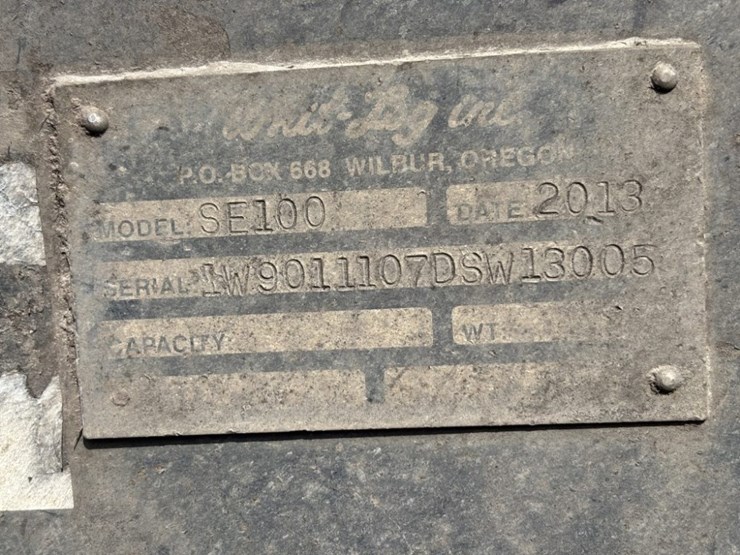 Whit-Log inc.
P.O. BOX 668 WILBUR, OREGON
MODEL: SE100 DATE 2013
SERIAL 1W9011107DSW13005
CAPACITY WT.